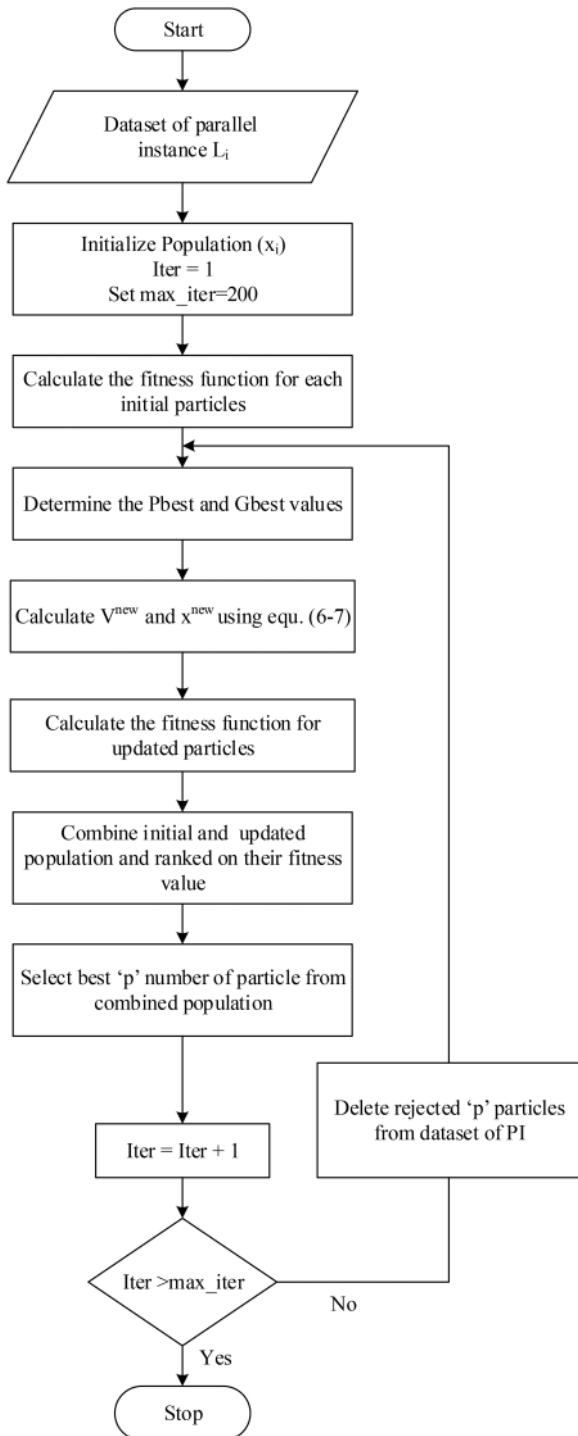 Start
Dataset of parallel
instance Lᵢ
Initialize Population (xᵢ)
Iter = 1
Set max_iter=200
Calculate the fitness function for each
initial particles
Determine the Pbest and Gbest values
Calculate Vⁿᵉʷ and xⁿᵉʷ using equ. (6-7)
Calculate the fitness function for
updated particles
Combine initial and updated
population and ranked on their fitness
value
Select best ‘p’ number of particle from
combined population
Delete rejected ‘p’ particles
from dataset of PI
Iter = Iter + 1
Iter >max_iter
No
Yes
Stop